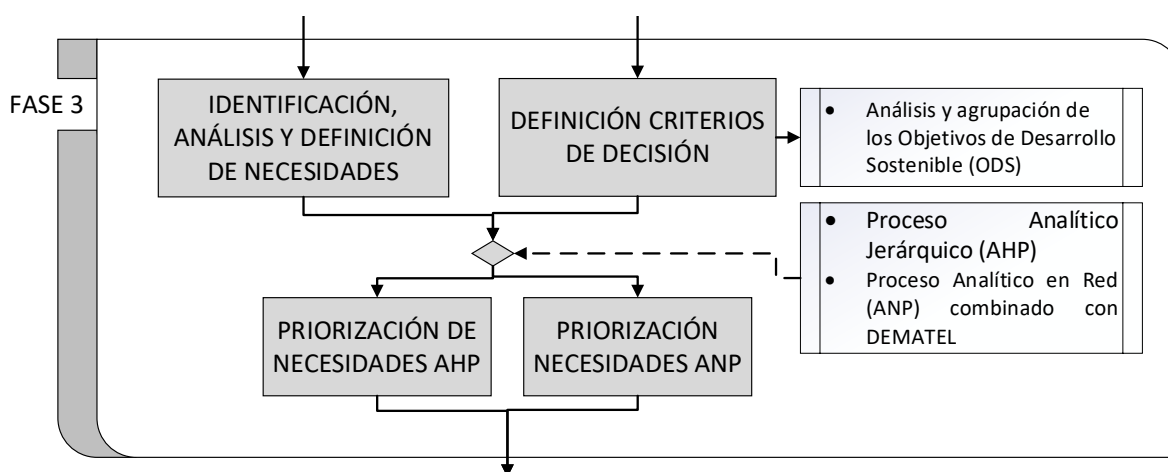 FASE 3
IDENTIFICACIÓN,
ANÁLISIS Y DEFINICIÓN
DE NECESIDADES
DEFINICIÓN CRITERIOS
DE DECISIÓN
• Análisis y agrupación de
los Objetivos de Desarrollo
Sostenible (ODS)
• Proceso Analítico
Jerárquico (AHP)
• Proceso Analítico en Red
(ANP) combinado con
DEMATEL
PRIORIZACIÓN DE
NECESIDADES AHP
PRIORIZACIÓN
NECESIDADES ANP